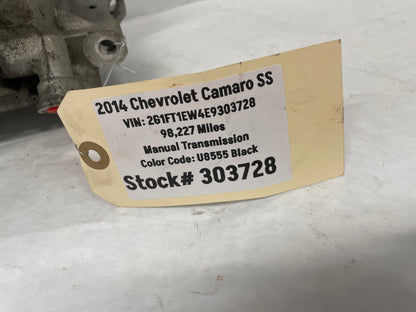 2014 Chevrolet Camaro SS
VIN: 2G1FT1EW4E9303728
98,227 Miles
Manual Transmission
Color Code: U8555 Black
Stock# 303728